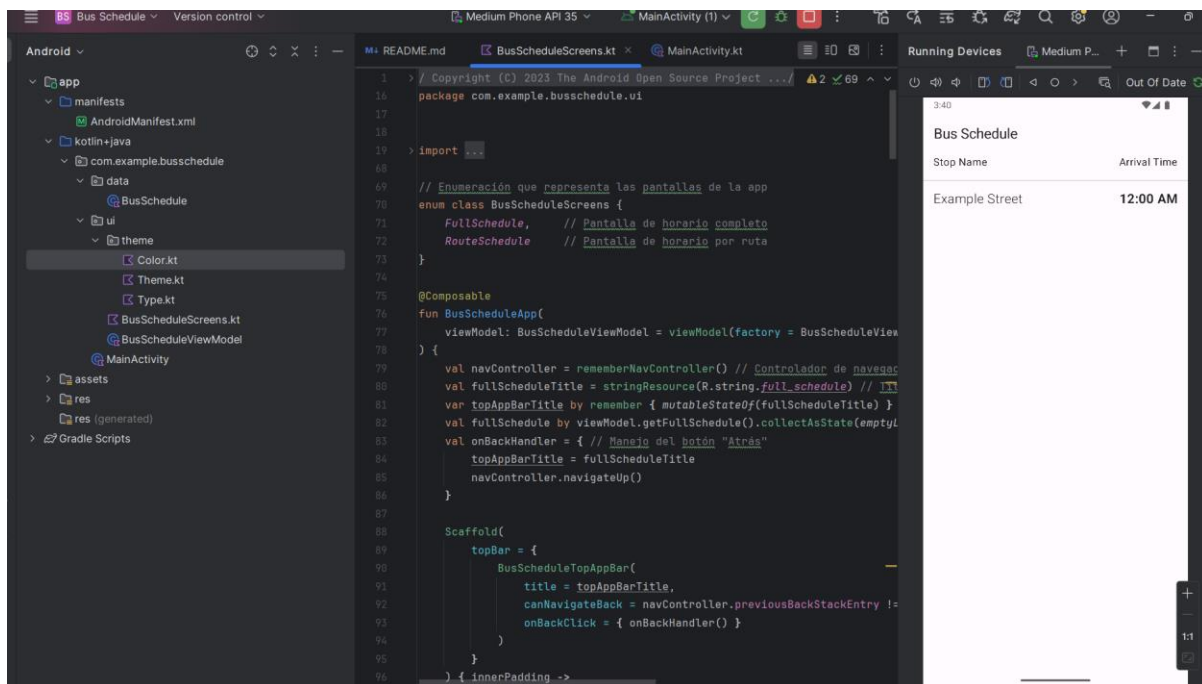 BS Bus Schedule Version control Medium Phone API 35 MainActivity (1)
Android
README.md BusScheduleScreens.kt MainActivity.kt
Running Devices Medium P...
app
manifests
AndroidManifest.xml
kotlin+java
com.example.busschedule
data
BusSchedule
ui
theme
Color.kt
Theme.kt
Type.kt
BusScheduleScreens.kt
BusScheduleViewModel
MainActivity
assets
res
res (generated)
Gradle Scripts
1 / Copyright (C) 2023 The Android Open Source Project .../ 2 69
16 package com.example.busschedule.ui
17
18
19 import ...
68
69 // Enumeración que representa las pantallas de la app
70 enum class BusScheduleScreens {
71 FullSchedule, // Pantalla de horario completo
72 RouteSchedule // Pantalla de horario por ruta
73 }
74
75 @Composable
76 fun BusScheduleApp(
77 viewModel: BusScheduleViewModel = viewModel(factory = BusScheduleView
78 ) {
79 val navController = rememberNavController() // Controlador de navegac
80 val fullScheduleTitle = stringResource(R.string.full_schedule) //
81 var topAppBarTitle by remember { mutableStateOf(fullScheduleTitle) }
82 val fullSchedule by viewModel.getFullSchedule().collectAsState(emptyL
83 val onBackHandler = { // Manejo del botón "Atrás"
84 topAppBarTitle = fullScheduleTitle
85 navController.navigateUp()
86 }
87
88 Scaffold(
89 topBar = {
90 BusScheduleTopAppBar(
91 title = topAppBarTitle,
92 canNavigateBack = navController.previousBackStackEntry !=
93 onBackClick = { onBackHandler() }
94 )
95 }
96 ) { innerPadding ->
Out Of Date
3:40
Bus Schedule
Stop Name Arrival Time
Example Street 12:00 AM
1:1